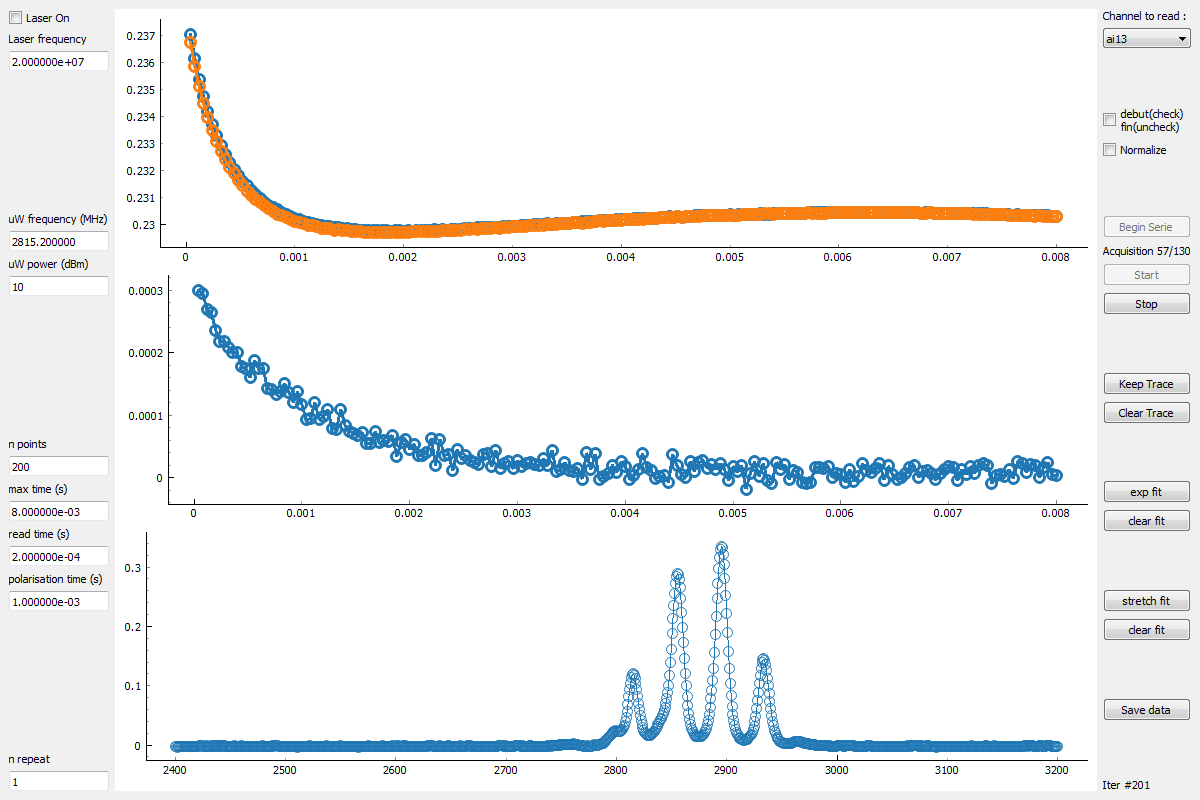 Laser On
Laser frequency
2.000000e+07
uW frequency (MHz)
2815.200000
uW power (dBm)
10
n points
200
max time (s)
8.000000e-03
read time (s)
2.000000e-04
polarisation time (s)
1.000000e-03
n repeat
1
0.237
0.236
0.235
0.234
0.233
0.232
0.231
0.23
0 0.001 0.002 0.003 0.004 0.005 0.006 0.007 0.008
0.0003
0.0002
0.0001
0
0 0.001 0.002 0.003 0.004 0.005 0.006 0.007 0.008
0.3
0.2
0.1
0
2400 2500 2600 2700 2800 2900 3000 3100 3200
Channel to read :
ai13
debut(check)
fin(uncheck)
Normalize
Begin Serie
Acquisition 57/130
Start
Stop
Keep Trace
Clear Trace
exp fit
clear fit
stretch fit
clear fit
Save data
Iter #201